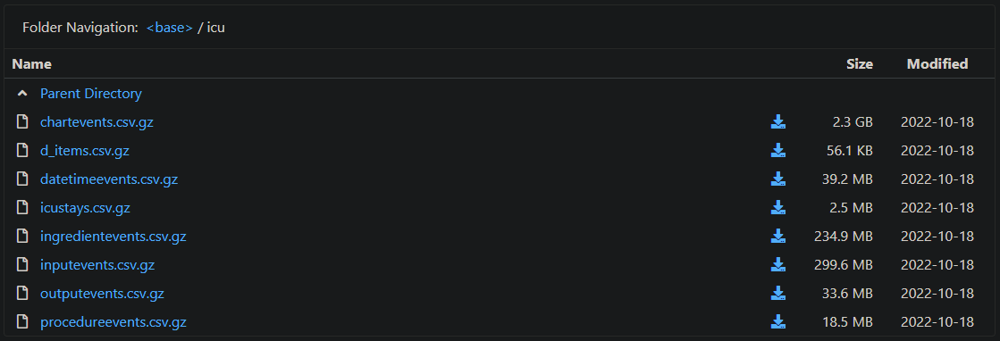 Folder Navigation: <base> / icu
Name Size Modified
Parent Directory
chartevents.csv.gz 2.3 GB 2022-10-18
d_items.csv.gz 56.1 KB 2022-10-18
datetimeevents.csv.gz 39.2 MB 2022-10-18
icustays.csv.gz 2.5 MB 2022-10-18
ingredientevents.csv.gz 234.9 MB 2022-10-18
inputevents.csv.gz 299.6 MB 2022-10-18
outputevents.csv.gz 33.6 MB 2022-10-18
procedureevents.csv.gz 18.5 MB 2022-10-18